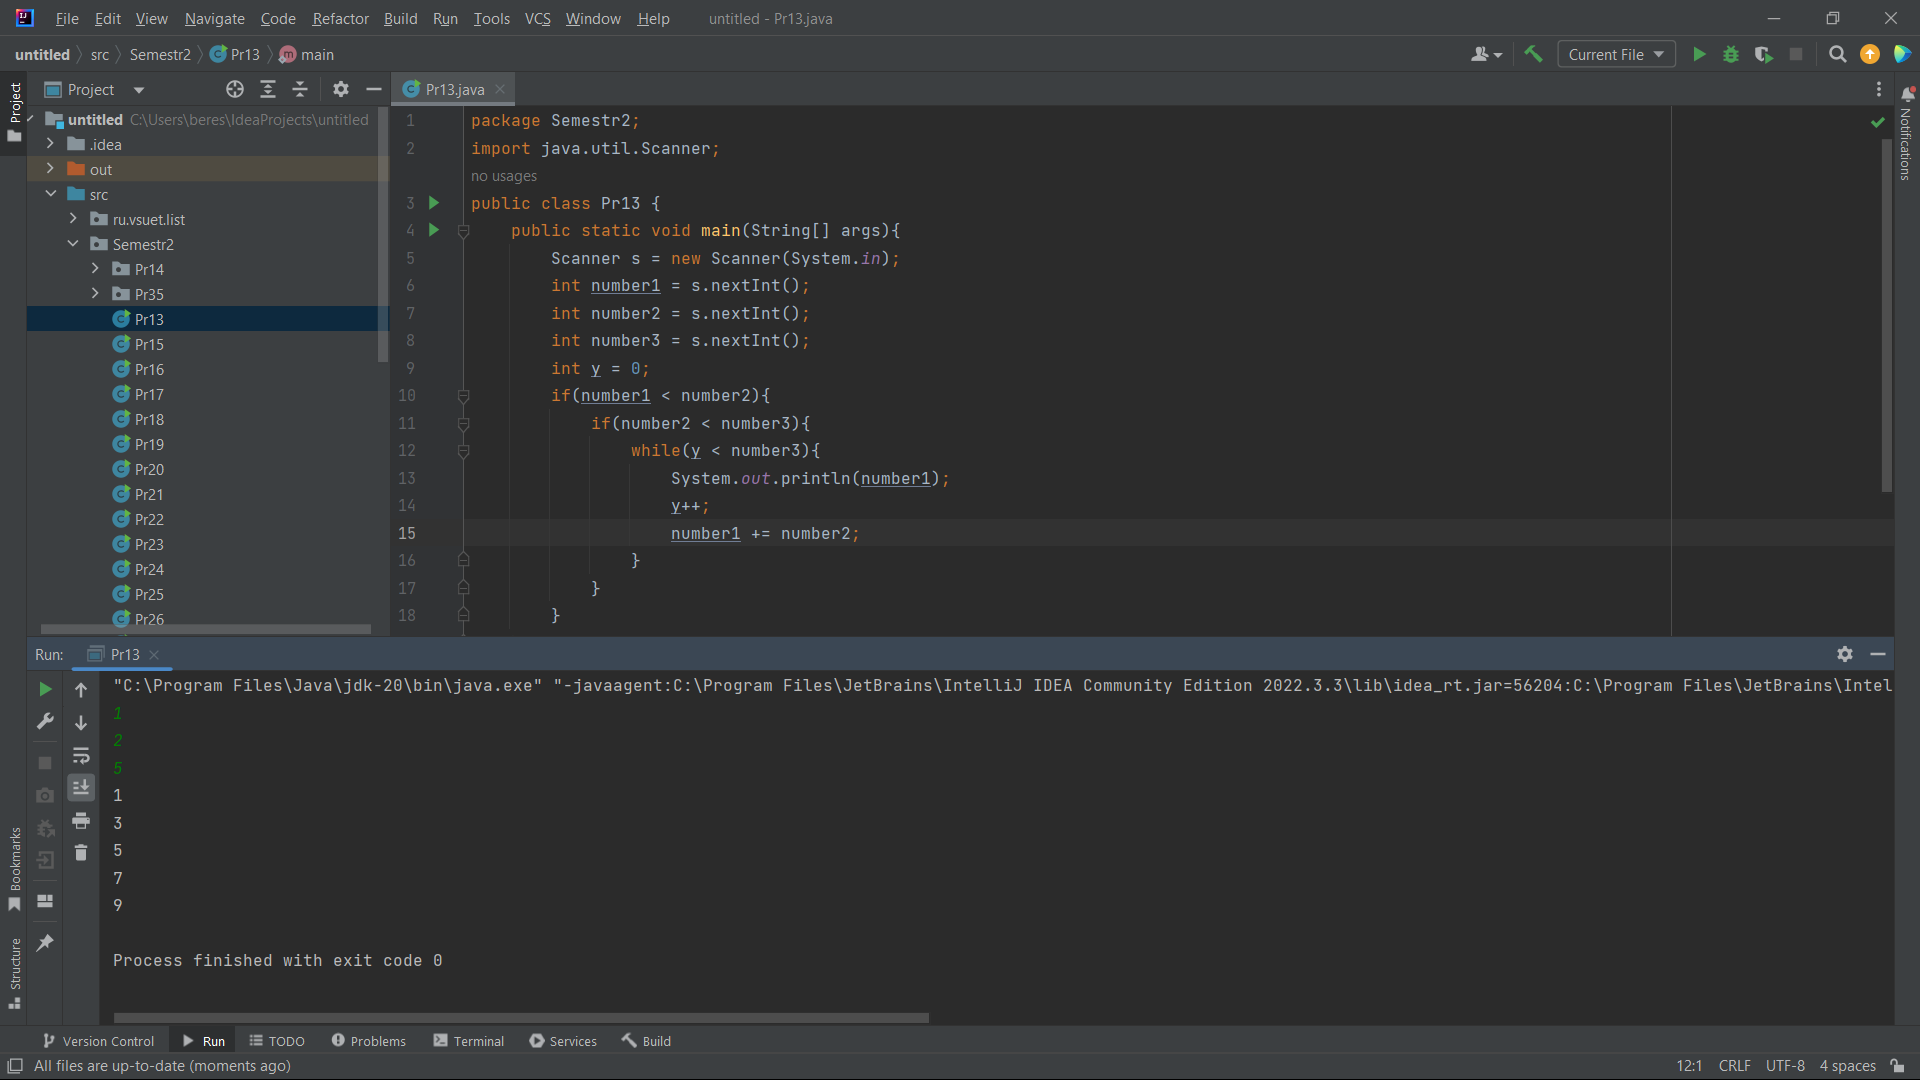 File Edit View Navigate Code Refactor Build Run Tools VCS Window Help untitled - Pr13.java
untitled src Semestr2 Pr13 main Current File
Project
Project
Pr13.java
Notifications
untitled C:\Users\beres\IdeaProjects\untitled
.idea
out
src
ru.vsuet.list
Semestr2
Pr14
Pr35
Pr13
Pr15
Pr16
Pr17
Pr18
Pr19
Pr20
Pr21
Pr22
Pr23
Pr24
Pr25
Pr26
1 package Semestr2;
2 import java.util.Scanner;
no usages
3 public class Pr13 {
4 public static void main(String[] args){
5 Scanner s = new Scanner(System.in);
6 int number1 = s.nextInt();
7 int number2 = s.nextInt();
8 int number3 = s.nextInt();
9 int y = 0;
10 if(number1 < number2){
11 if(number2 < number3){
12 while(y < number3){
13 System.out.println(number1);
14 y++;
15 number1 += number2;
16 }
17 }
18 }
Run: Pr13
"C:\Program Files\Java\jdk-20\bin\java.exe" "-javaagent:C:\Program Files\JetBrains\IntelliJ IDEA Community Edition 2022.3.3\lib\idea_rt.jar=56204:C:\Program Files\JetBrains\Intel
1
2
5
1
3
5
7
9
Process finished with exit code 0
Bookmarks
Structure
Version Control Run TODO Problems Terminal Services Build
All files are up-to-date (moments ago) 12:1 CRLF UTF-8 4 spaces